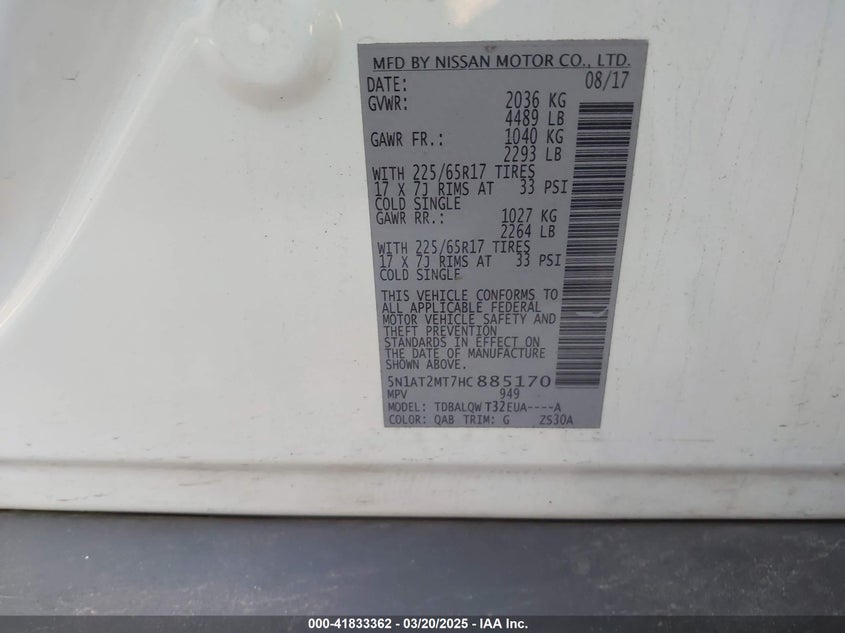 MFD BY NISSAN MOTOR CO., LTD.
DATE: 08/17
GVWR: 2036 KG
4489 LB
GAWR FR.: 1040 KG
2293 LB
WITH 225/65R17 TIRES
17 X 7J RIMS AT 33 PSI
COLD SINGLE
GAWR RR.: 1027 KG
2264 LB
WITH 225/65R17 TIRES
17 X 7J RIMS AT 33 PSI
COLD SINGLE
THIS VEHICLE CONFORMS TO
ALL APPLICABLE FEDERAL
MOTOR VEHICLE SAFETY AND
THEFT PREVENTION
STANDARDS IN EFFECT ON
THE DATE OF MANUFACTURE
SHOWN ABOVE.
5N1AT2MT7HC885170
MPV 949
MODEL: TDBALQW T32EUA----A
COLOR: QAB TRIM: G ZS30A
000-41833362 - 03/20/2025 - IAA Inc.